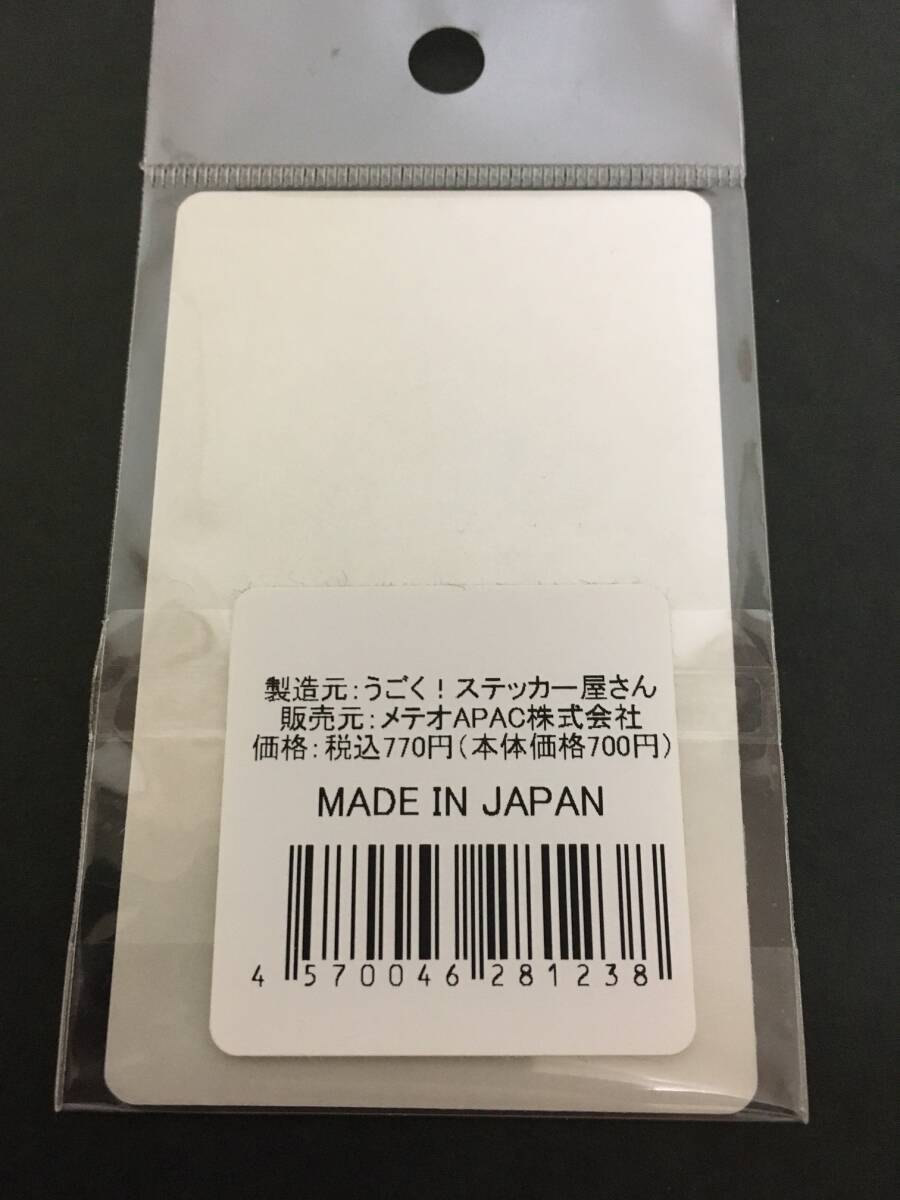 製造元:うごく！ステッカー屋さん
販売元:メテオAPAC株式会社
価格:税込770円(本体価格700円)
MADE IN JAPAN
4 570046 281238